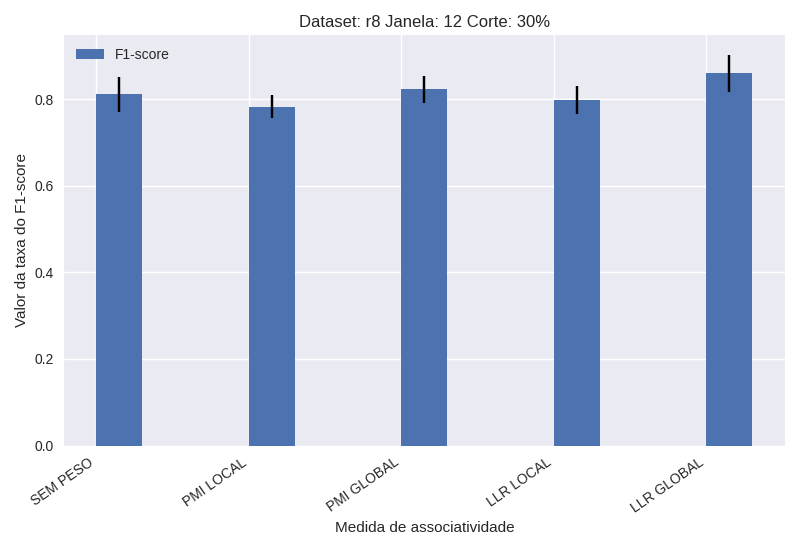 Dataset: r8 Janela: 12 Corte: 30%
F1-score
Valor da taxa do F1-score
0.8
0.6
0.4
0.2
0.0
SEM PESO
PMI LOCAL
PMI GLOBAL
LLR LOCAL
LLR GLOBAL
Medida de associatividade